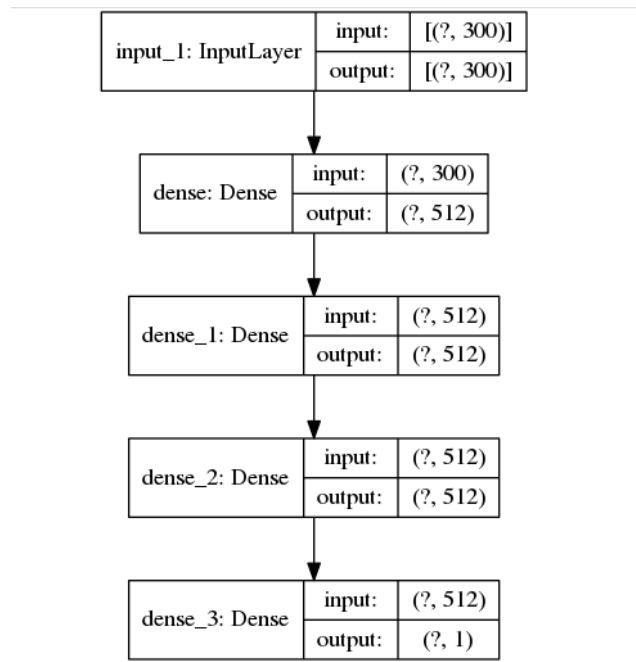 input_1: InputLayer
input: [(?, 300)]
output: [(?, 300)]
dense: Dense
input: (?, 300)
output: (?, 512)
dense_1: Dense
input: (?, 512)
output: (?, 512)
dense_2: Dense
input: (?, 512)
output: (?, 512)
dense_3: Dense
input: (?, 512)
output: (?, 1)